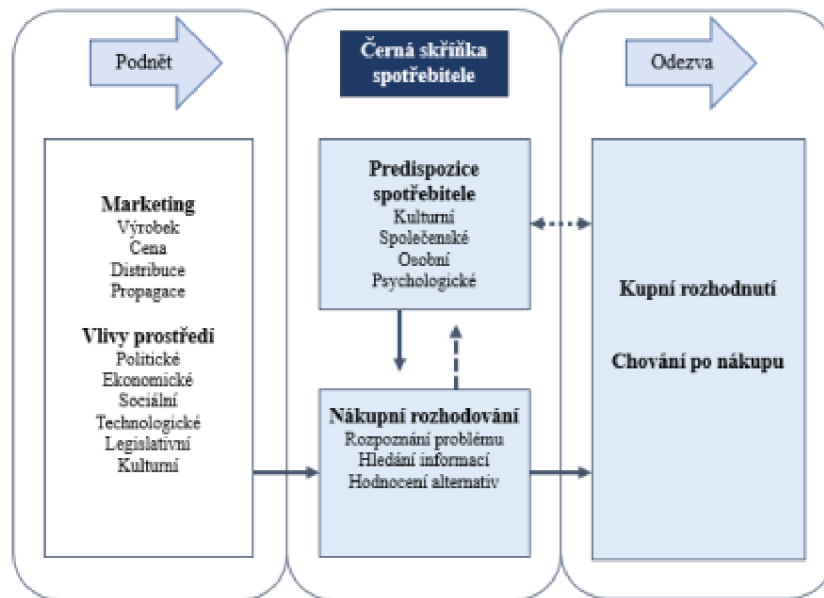 Podnět
Černá skříňka
spotřebitele
Odezva
Marketing
Výrobek
Cena
Distribuce
Propagace
Vlivy prostředí
Politické
Ekonomické
Sociální
Technologické
Legislativní
Kulturní
Predispozice
spotřebitele
Kulturní
Společenské
Osobní
Psychologické
Nákupní rozhodování
Rozpoznání problému
Hledání informací
Hodnocení alternativ
Kupní rozhodnutí
Chování po nákupu